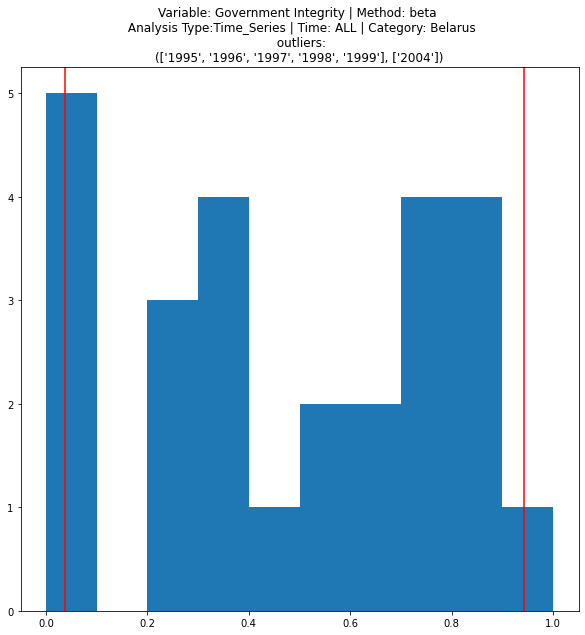 Variable: Government Integrity | Method: beta
Analysis Type:Time_Series | Time: ALL | Category: Belarus
outliers:
(['1995', '1996', '1997', '1998', '1999'], ['2004'])
5
4
3
2
1
0
0.0 0.2 0.4 0.6 0.8 1.0